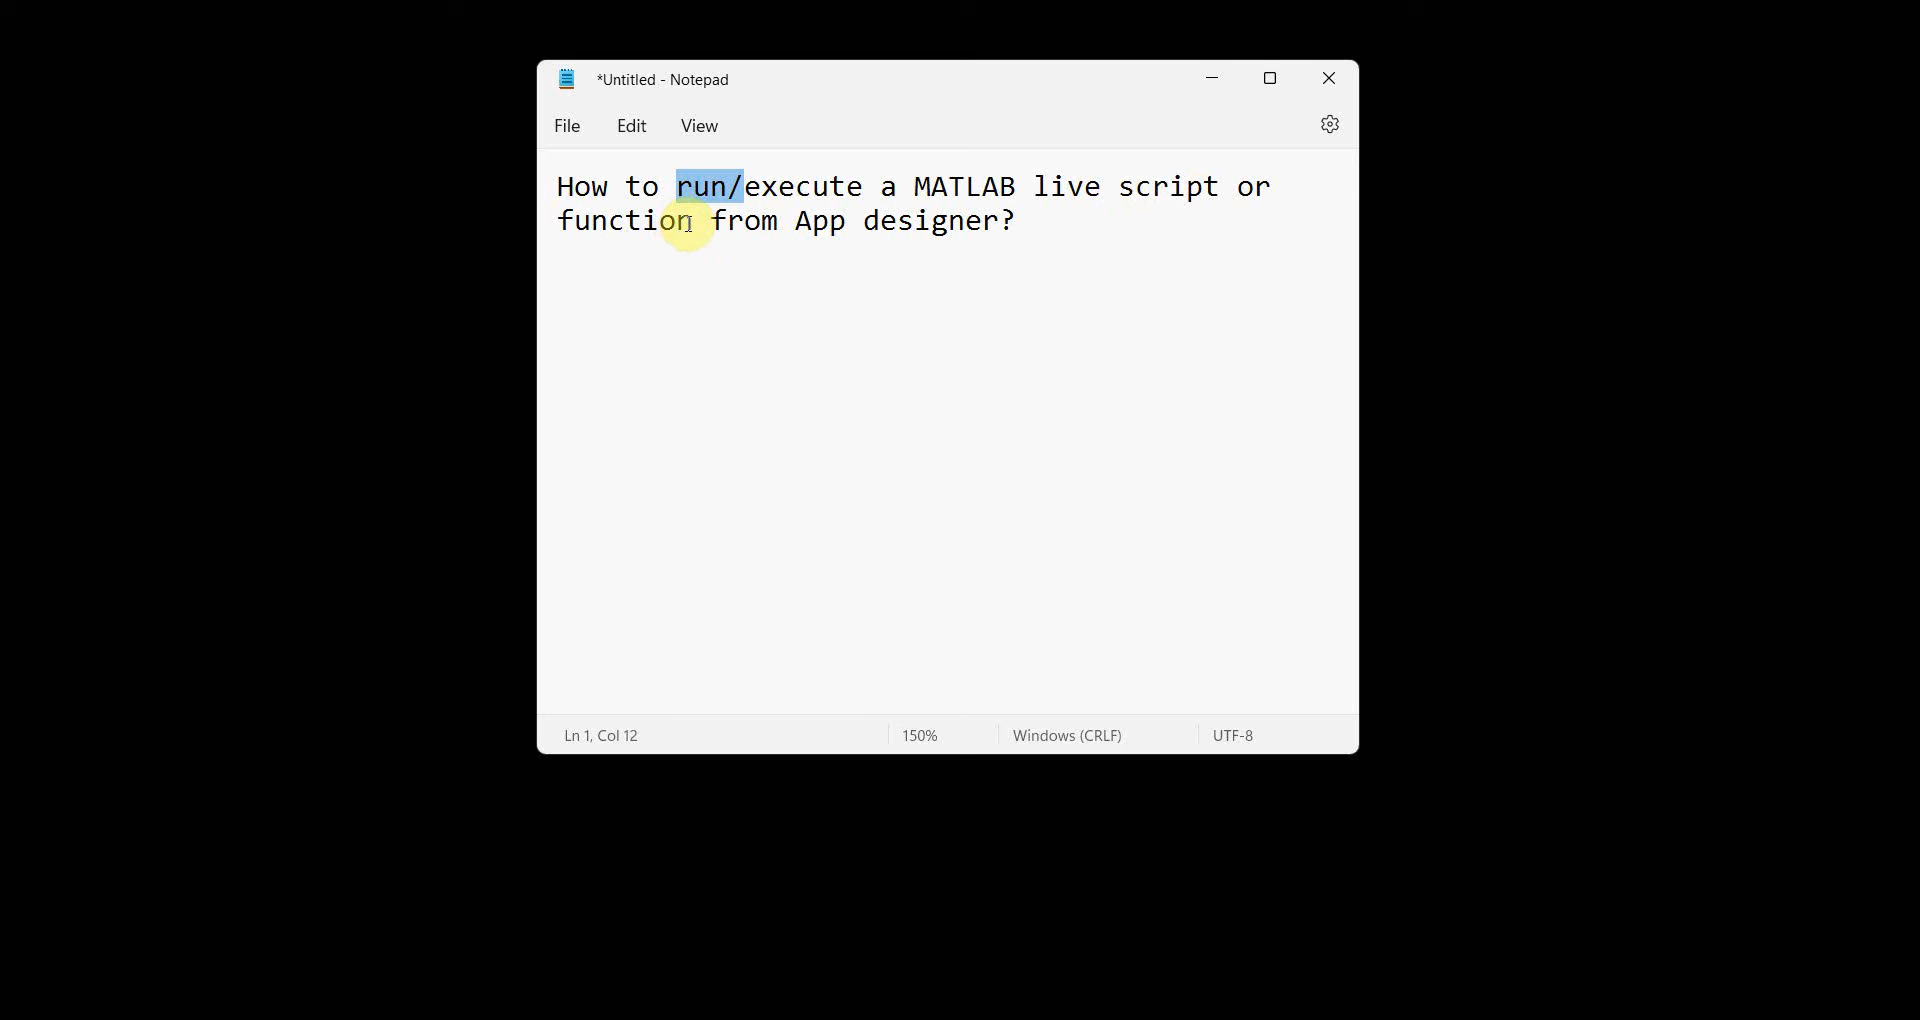 *Untitled - Notepad
File Edit View
How to run/execute a MATLAB live script or
function from App designer?
Ln 1, Col 12 150% Windows (CRLF) UTF-8